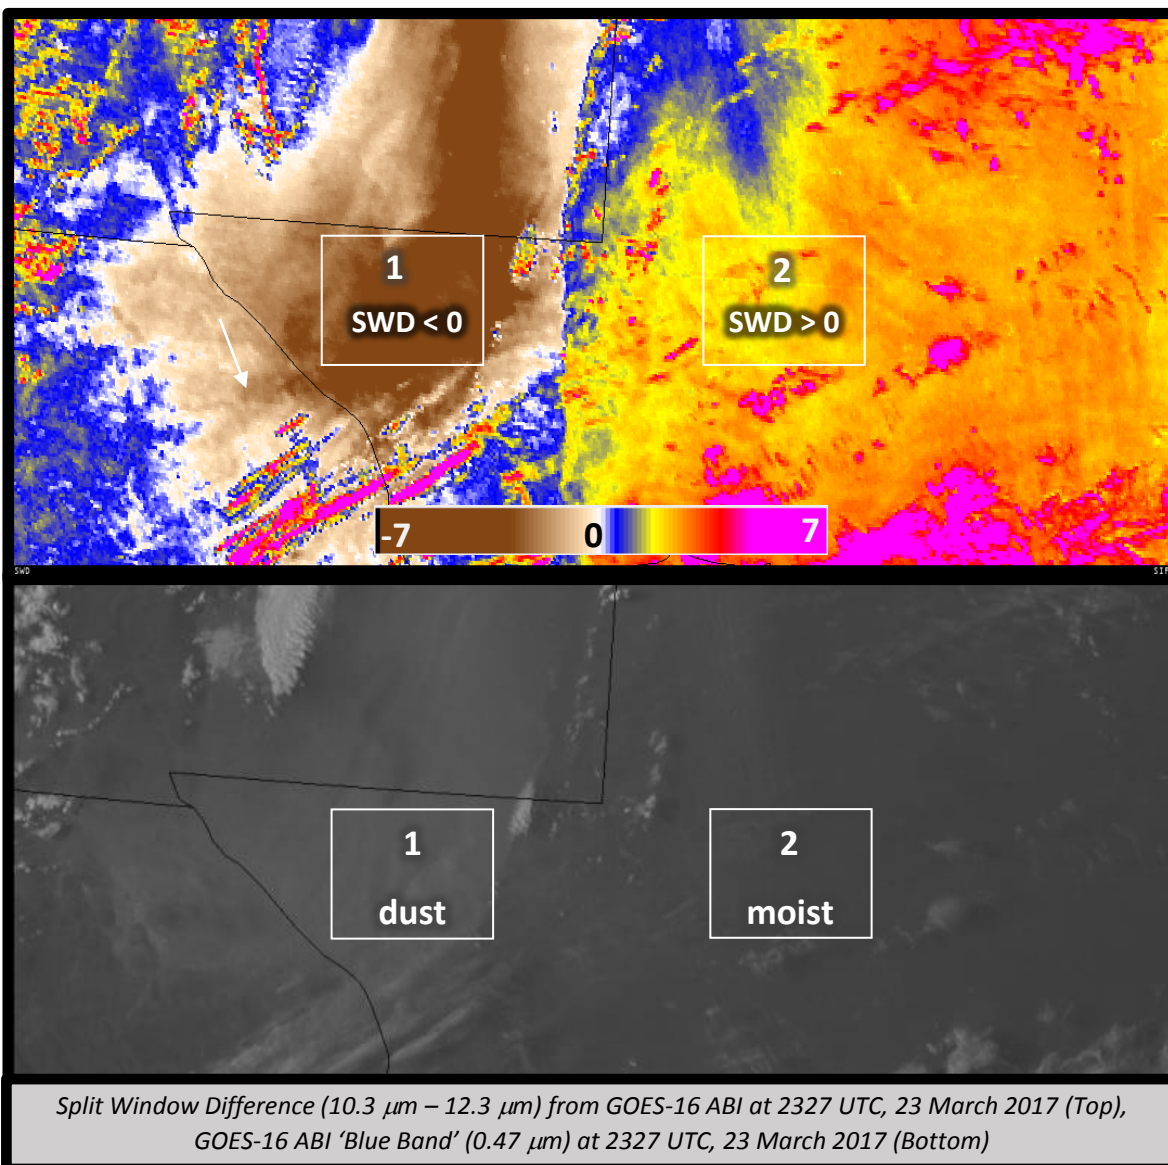 1
SWD < 0
2
SWD > 0
-7 0 7
SWD
1
dust
2
moist
Split Window Difference (10.3 μm – 12.3 μm) from GOES-16 ABI at 2327 UTC, 23 March 2017 (Top),
GOES-16 ABI ‘Blue Band’ (0.47 μm) at 2327 UTC, 23 March 2017 (Bottom)